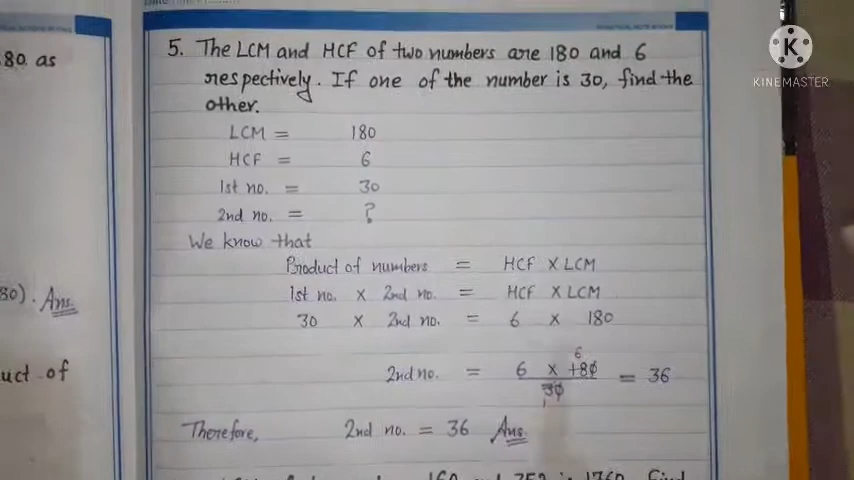 80 as
80). Ans.
uct of
5. The LCM and HCF of two numbers are 180 and 6
respectively. If one of the number is 30, find the
other.
LCM = 180
HCF = 6
1st no. = 30
2nd no. = ?
We know that
Product of numbers = HCF X LCM
1st no. X 2nd no. = HCF X LCM
30 X 2nd no. = 6 X 180
6
2nd no. = 6 x 180 = 36
30
1
Therefore, 2nd no. = 36 Ans.
K
KINEMASTER